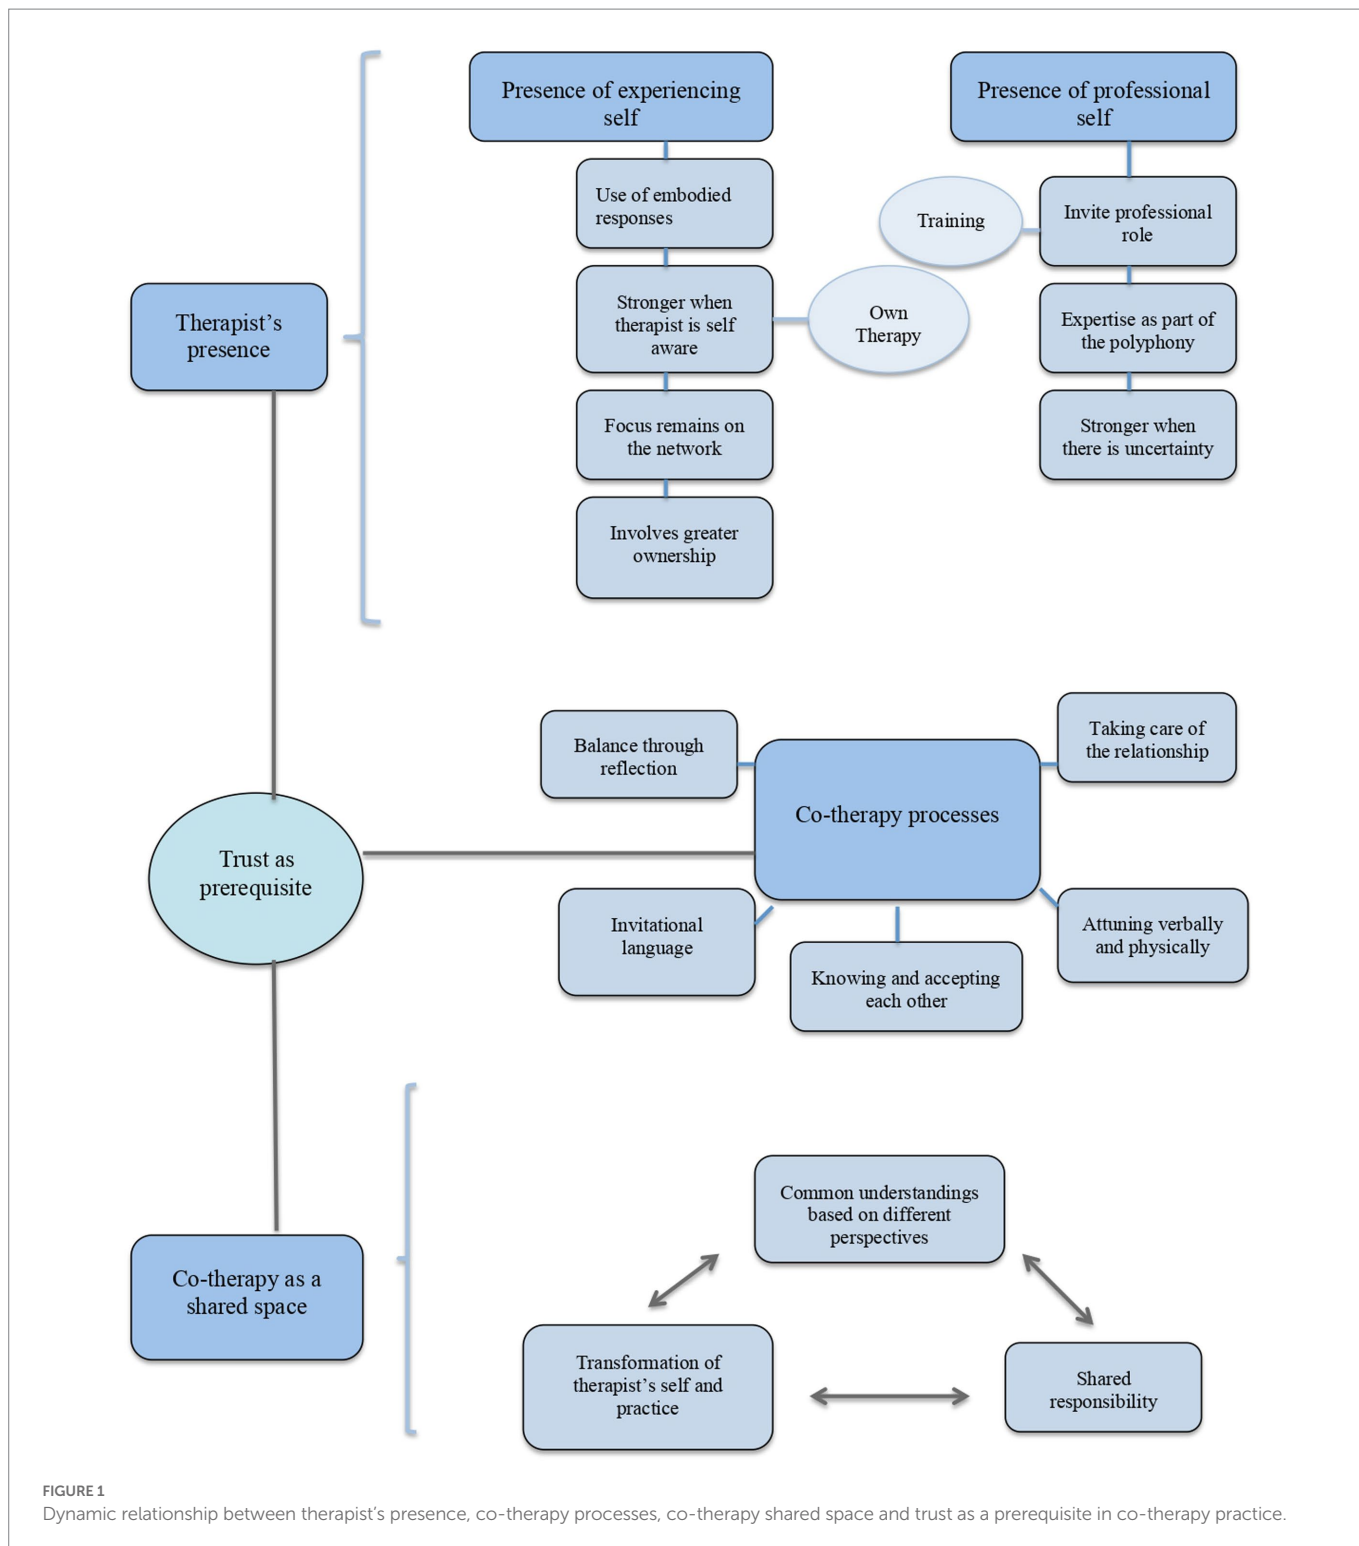 Presence of experiencing
self
Presence of professional
self
Use of embodied
responses
Training
Invite professional
role
Therapist's
presence
Stronger when
therapist is self
aware
Own
Therapy
Expertise as part of
the polyphony
Focus remains on
the network
Stronger when
there is uncertainty
Involves greater
ownership
Balance through
reflection
Taking care of
the relationship
Co-therapy processes
Trust as
prerequisite
Invitational
language
Attuning verbally
and physically
Knowing and accepting
each other
Common understandings
based on different
perspectives
Co-therapy as a
shared space
Transformation of
therapist's self and
practice
Shared
responsibility
FIGURE 1
Dynamic relationship between therapist's presence, co-therapy processes, co-therapy shared space and trust as a prerequisite in co-therapy practice.